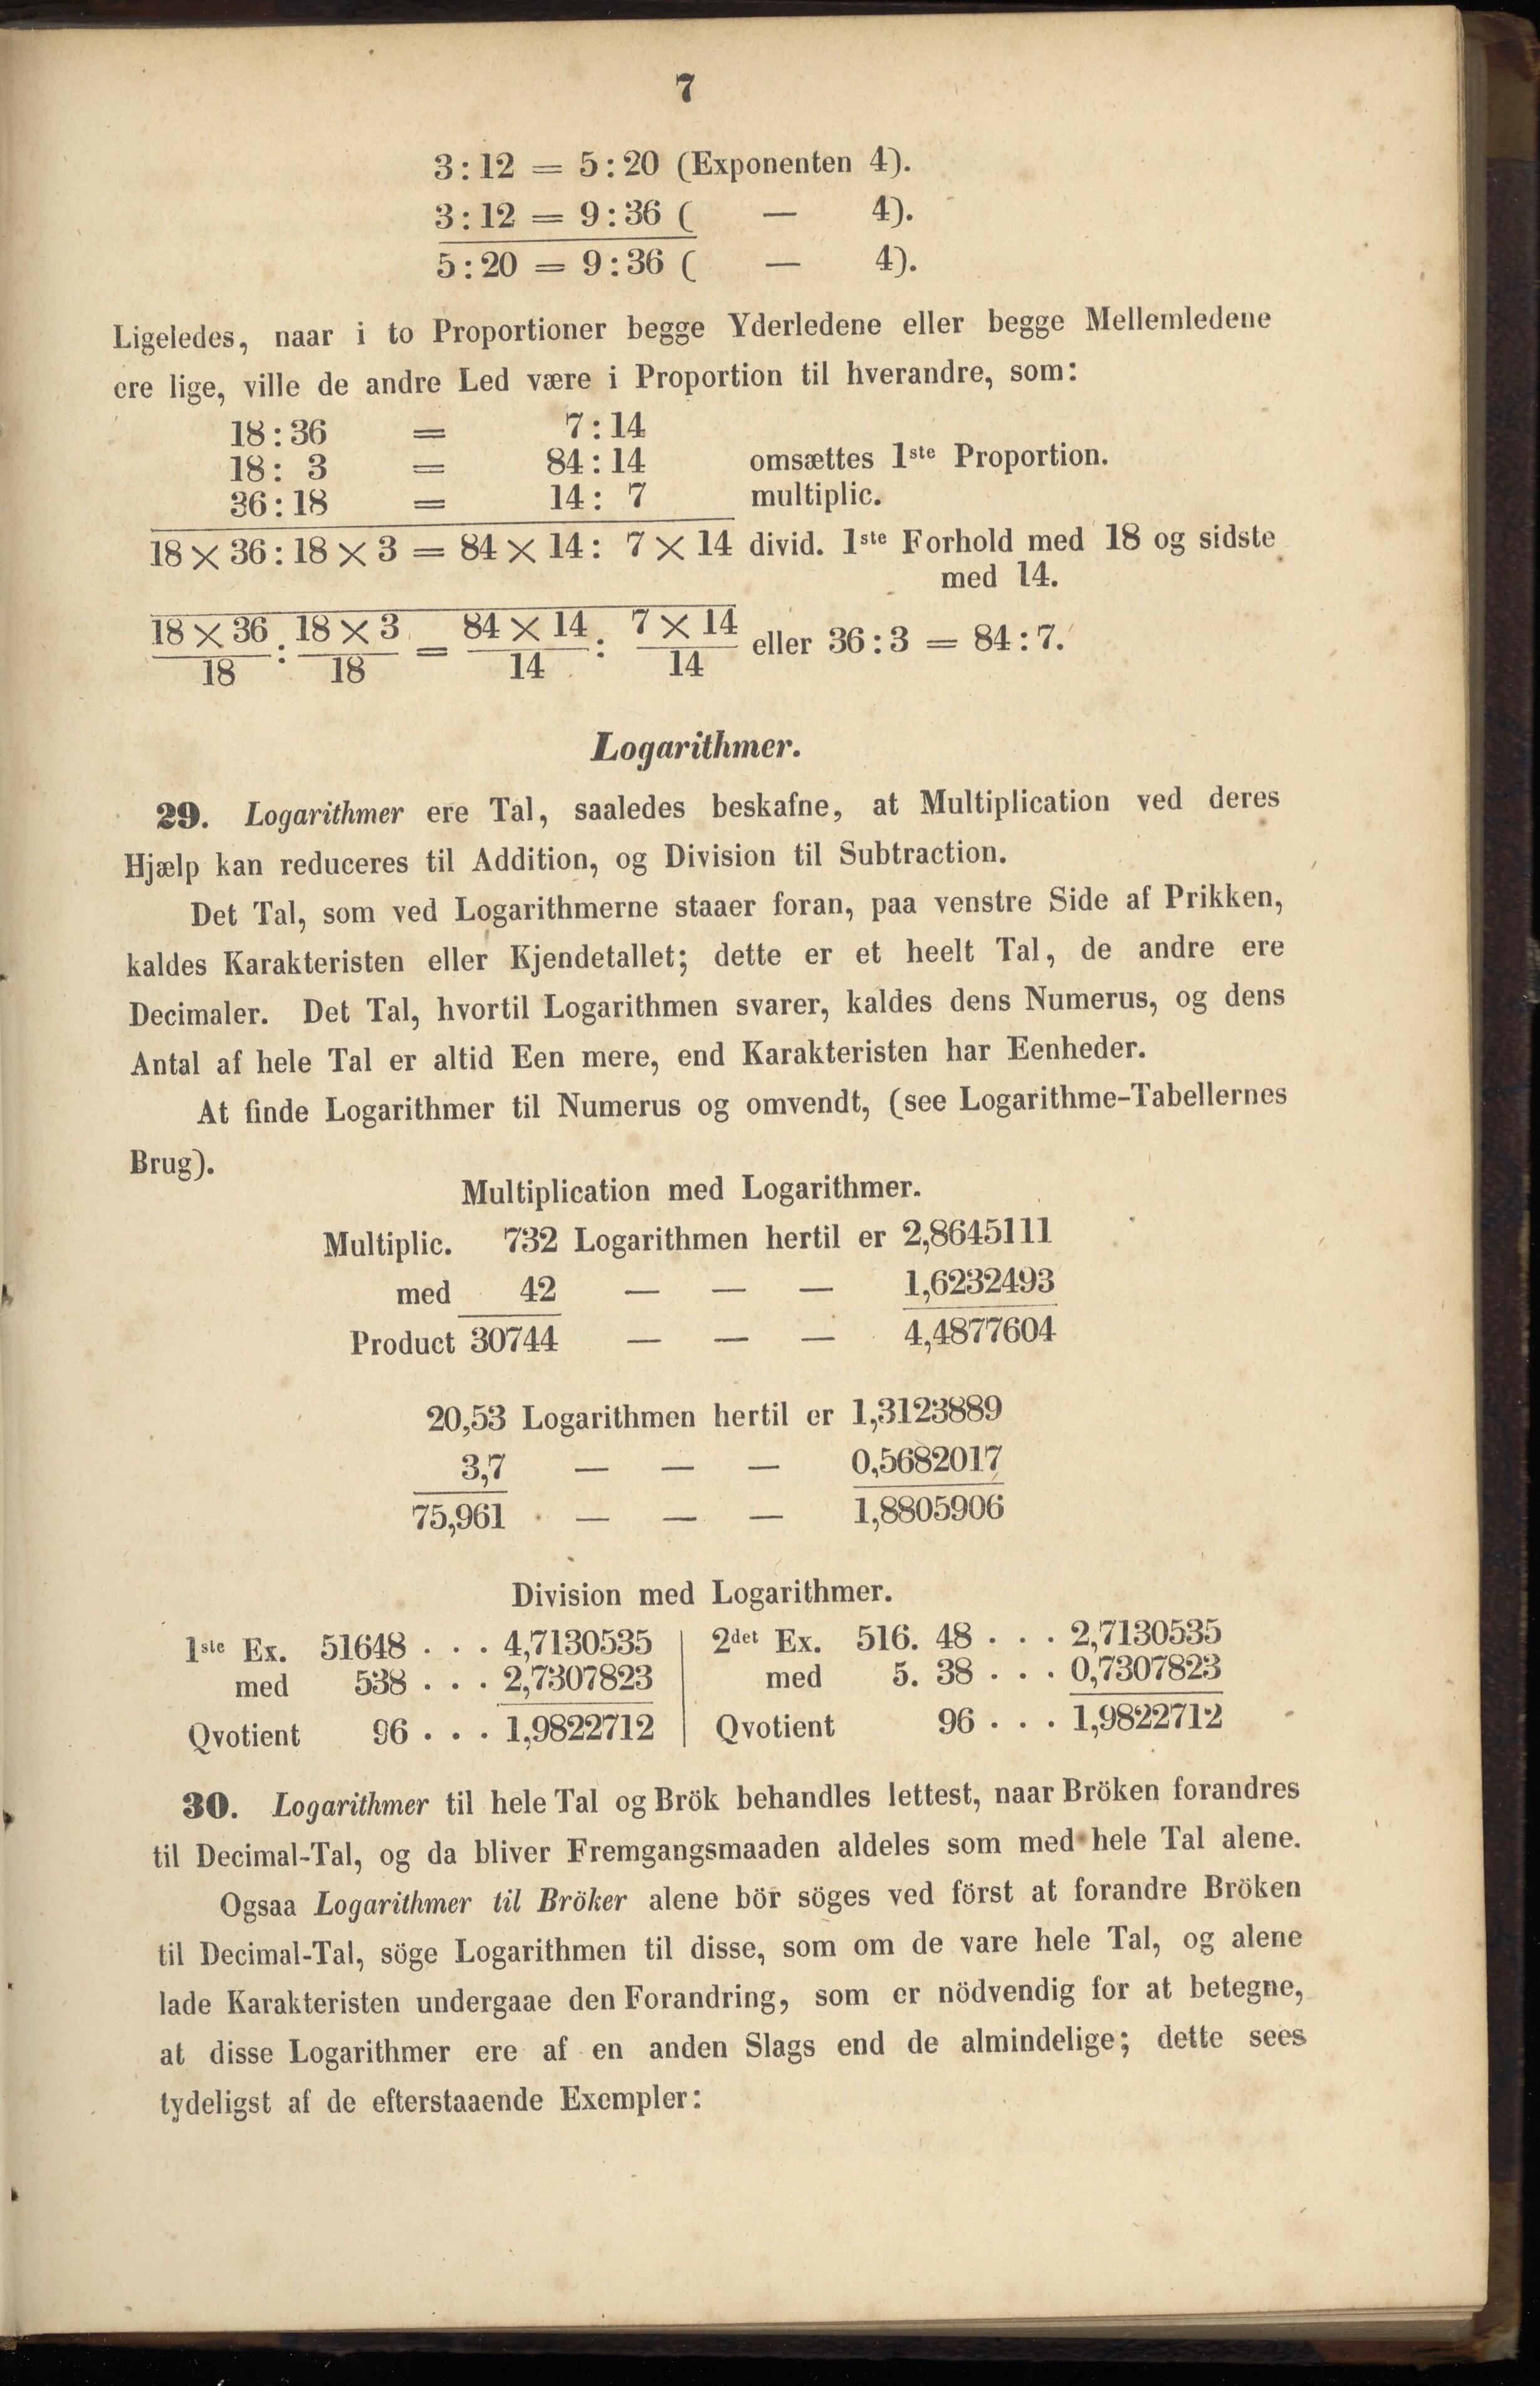 7
3 : 12 = 5 : 20 (Exponenten 4).
3 : 12 = 9 : 36 ( — 4).
5 : 20 = 9 : 36 ( — 4).
Ligeledes, naar i to Proportioner begge Yderledene eller begge Mellemledene
ere lige, ville de andre Led være i Proportion til hverandre, som:
18 : 36 = 7 : 14
18 : 3 = 84 : 14 omsættes 1ste Proportion.
36 : 18 = 14 : 7 multiplic.
18 × 36 : 18 × 3 = 84 × 14 : 7 × 14 divid. 1ste Forhold med 18 og sidste
med 14.
18 × 36/18 : 18 × 3/18 = 84 × 14/14 : 7 × 14/14 eller 36 : 3 = 84 : 7.
Logarithmer.
29. Logarithmer ere Tal, saaledes beskafne, at Multiplication ved deres
Hjælp kan reduceres til Addition, og Division til Subtraction.
Det Tal, som ved Logarithmerne staaer foran, paa venstre Side af Prikken,
kaldes Karakteristen eller Kjendetallet; dette er et heelt Tal, de andre ere
Decimaler. Det Tal, hvortil Logarithmen svarer, kaldes dens Numerus, og dens
Antal af hele Tal er altid Een mere, end Karakteristen har Eenheder.
At finde Logarithmer til Numerus og omvendt, (see Logarithme-Tabellernes
Brug).
Multiplication med Logarithmer.
Multiplic. 732 Logarithmen hertil er 2,8645111
med 42 — — — 1,6232493
Product 30744 — — — 4,4877604
20,53 Logarithmen hertil er 1,3123889
3,7 — — — 0,5682017
75,961 — — — 1,8805906
Division med Logarithmer.
1ste Ex. 51648 . . . 4,7130535 | 2det Ex. 516. 48 . . . 2,7130535
med 538 . . . 2,7307823 | med 5. 38 . . . 0,7307823
Qvotient 96 . . . 1,9822712 | Qvotient 96 . . . 1,9822712
30. Logarithmer til hele Tal og Brök behandles lettest, naar Bröken forandres
til Decimal-Tal, og da bliver Fremgangsmaaden aldeles som med hele Tal alene.
Ogsaa Logarithmer til Bröker alene bör söges ved först at forandre Bröken
til Decimal-Tal, söge Logarithmen til disse, som om de vare hele Tal, og alene
lade Karakteristen undergaae den Forandring, som er nödvendig for at betegne,
at disse Logarithmer ere af en anden Slags end de almindelige; dette sees
tydeligst af de efterstaaende Exempler: